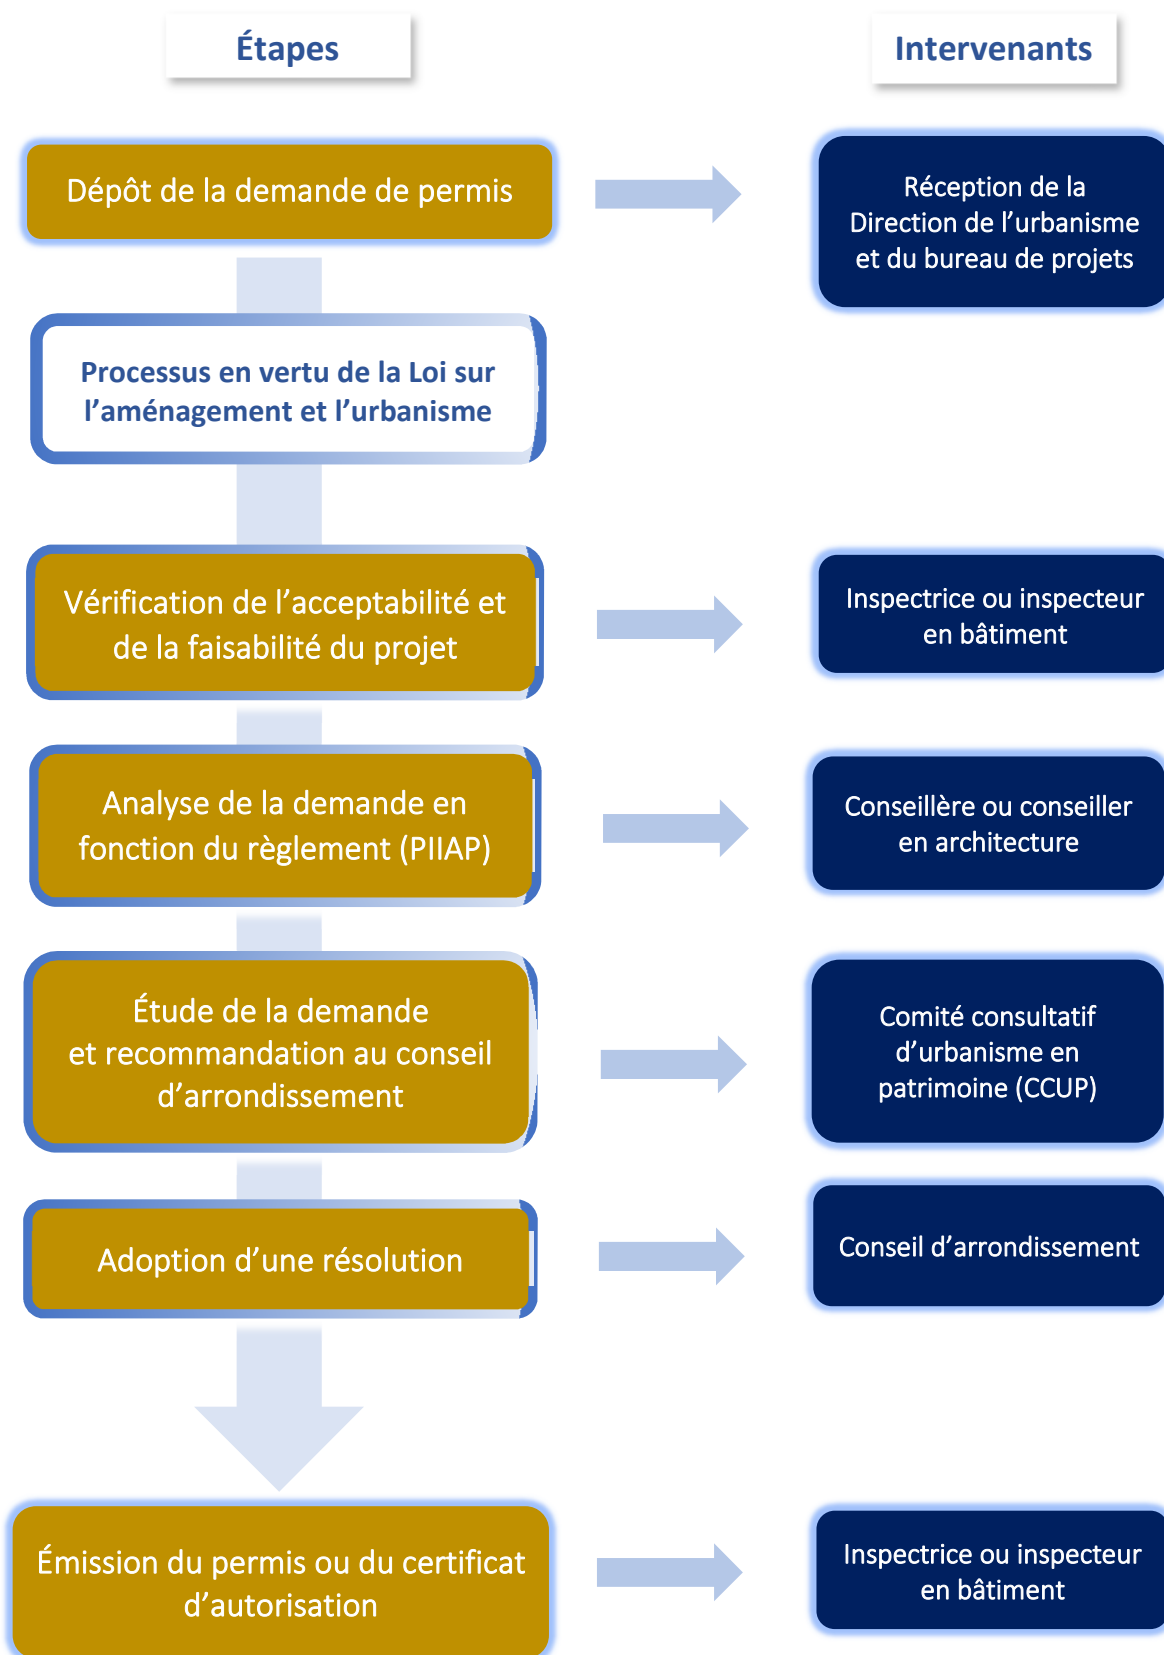 Étapes
Intervenants
Dépôt de la demande de permis
Réception de la
Direction de l’urbanisme
et du bureau de projets
Processus en vertu de la Loi sur
l’aménagement et l’urbanisme
Vérification de l’acceptabilité et
de la faisabilité du projet
Inspectrice ou inspecteur
en bâtiment
Analyse de la demande en
fonction du règlement (PIIAP)
Conseillère ou conseiller
en architecture
Étude de la demande
et recommandation au conseil
d’arrondissement
Comité consultatif
d’urbanisme en
patrimoine (CCUP)
Adoption d’une résolution
Conseil d’arrondissement
Émission du permis ou du certificat
d’autorisation
Inspectrice ou inspecteur
en bâtiment